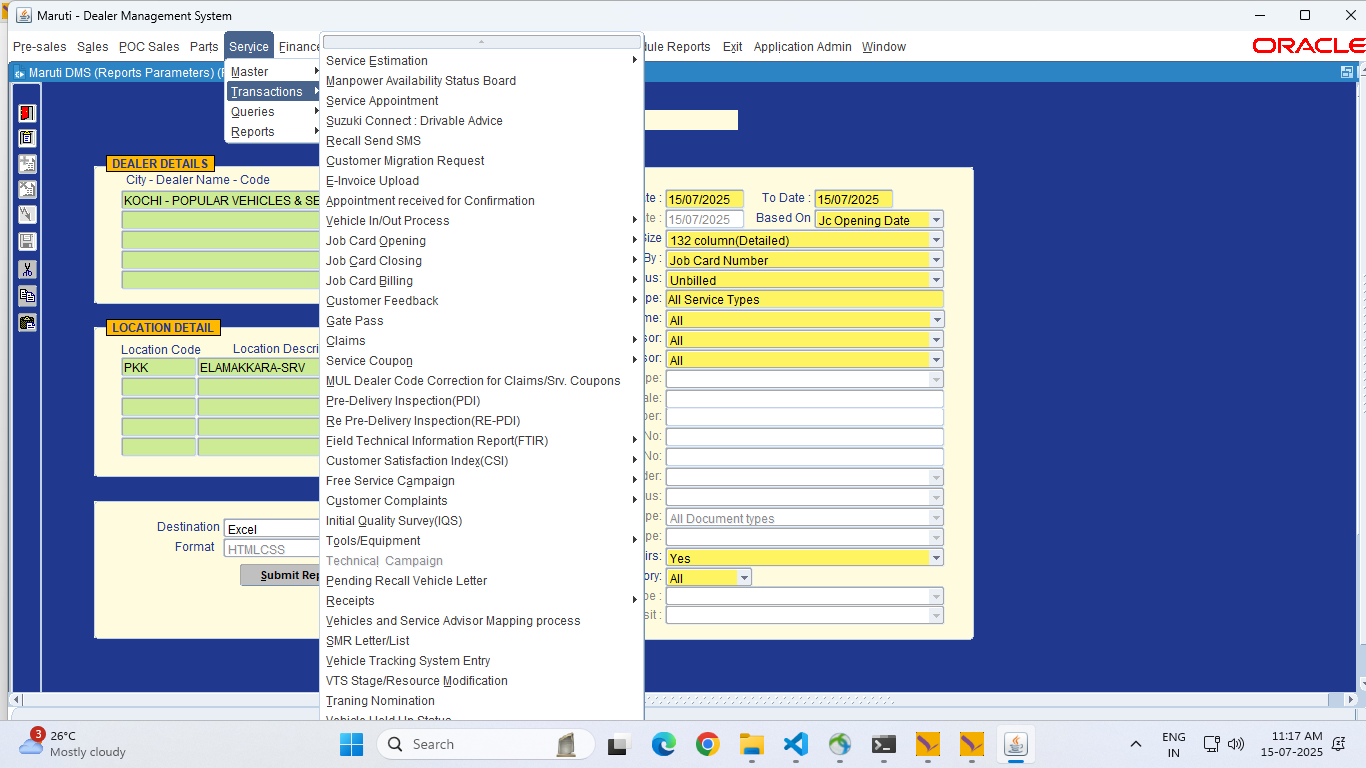 Maruti - Dealer Management System
Pre-sales Sales POC Sales Parts Service Finance ule Reports Exit Application Admin Window
ORACLE
Maruti DMS (Reports Parameters)
Master
Transactions
Queries
Reports
Service Estimation
Manpower Availability Status Board
Service Appointment
Suzuki Connect : Drivable Advice
Recall Send SMS
Customer Migration Request
E-Invoice Upload
Appointment received for Confirmation
Vehicle In/Out Process
Job Card Opening
Job Card Closing
Job Card Billing
Customer Feedback
Gate Pass
Claims
Service Coupon
MUL Dealer Code Correction for Claims/Srv. Coupons
Pre-Delivery Inspection(PDI)
Re Pre-Delivery Inspection(RE-PDI)
Field Technical Information Report(FTIR)
Customer Satisfaction Index(CSI)
Free Service Campaign
Customer Complaints
Initial Quality Survey(IQS)
Tools/Equipment
Technical Campaign
Pending Recall Vehicle Letter
Receipts
Vehicles and Service Advisor Mapping process
SMR Letter/List
Vehicle Tracking System Entry
VTS Stage/Resource Modification
Traning Nomination
Vehicle Held Up Status
DEALER DETAILS
City - Dealer Name - Code
KOCHI - POPULAR VEHICLES & SE
LOCATION DETAIL
Location Code Location Descri
PKK ELAMAKKARA-SRV
Destination Excel
Format HTMLCSS
Submit Rep
te : 15/07/2025 To Date : 15/07/2025
te : 15/07/2025 Based On Jc Opening Date
Size 132 column(Detailed)
By : Job Card Number
us: Unbilled
pe: All Service Types
me: All
sor: All
sor: All
pe:
ale:
ber:
No:
No:
der:
us:
pe: All Document types
pe:
irs: Yes
ory: All
pe :
sit :
3
26°C
Mostly cloudy
Search
ENG
IN
11:17 AM
15-07-2025